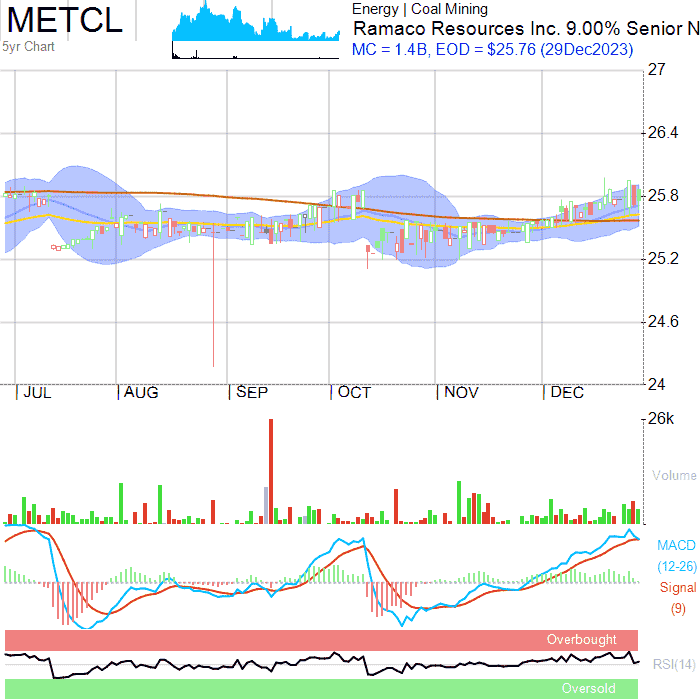 METCL
5yr Chart
Energy | Coal Mining
Ramaco Resources Inc. 9.00% Senior N
MC = 1.4B, EOD = $25.76 (29Dec2023)
27
26.4
25.8
25.2
24.6
24
JUL AUG SEP OCT NOV DEC
26k
Volume
MACD
(12-26)
Signal
(9)
Overbought
RSI(14)
Oversold